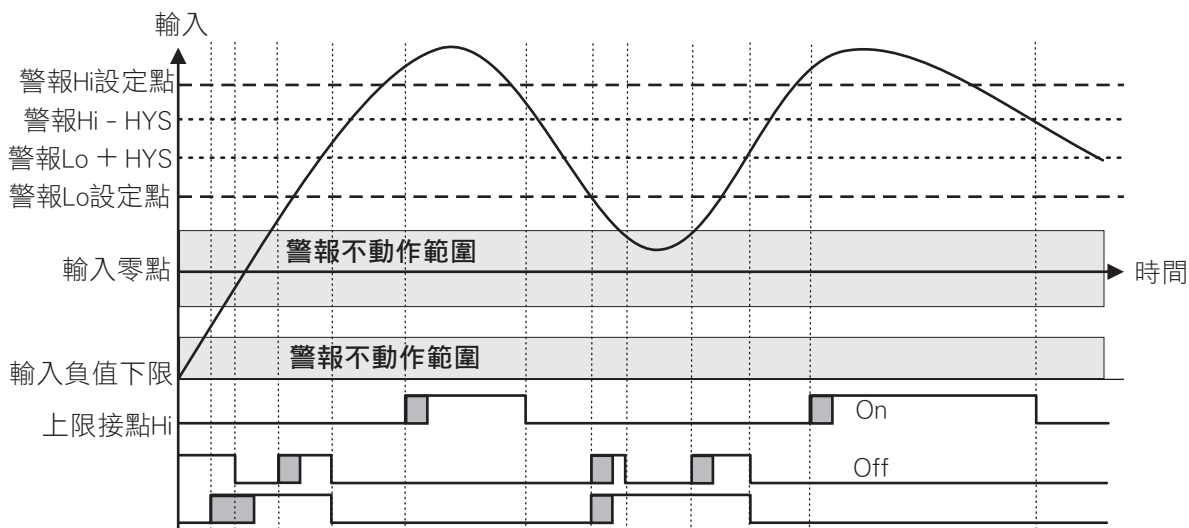 輸入
警報Hi設定點
警報Hi - HYS
警報Lo + HYS
警報Lo設定點
警報不動作範圍
輸入零點
時間
警報不動作範圍
輸入負值下限
上限接點Hi
On
Off